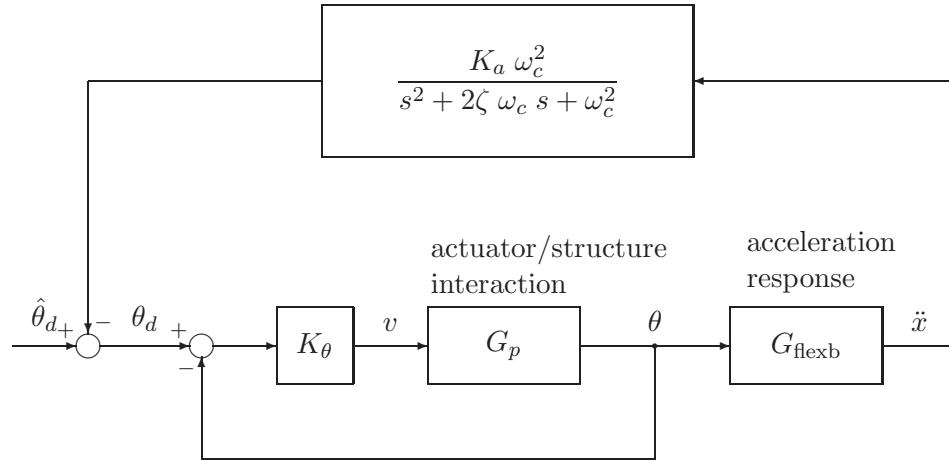 K_a ω_c^2
s^2 + 2ζ ω_c s + ω_c^2
actuator/structure
interaction
acceleration
response
θ̂_d + − θ_d + − K_θ v G_p θ G_flexb ẍ